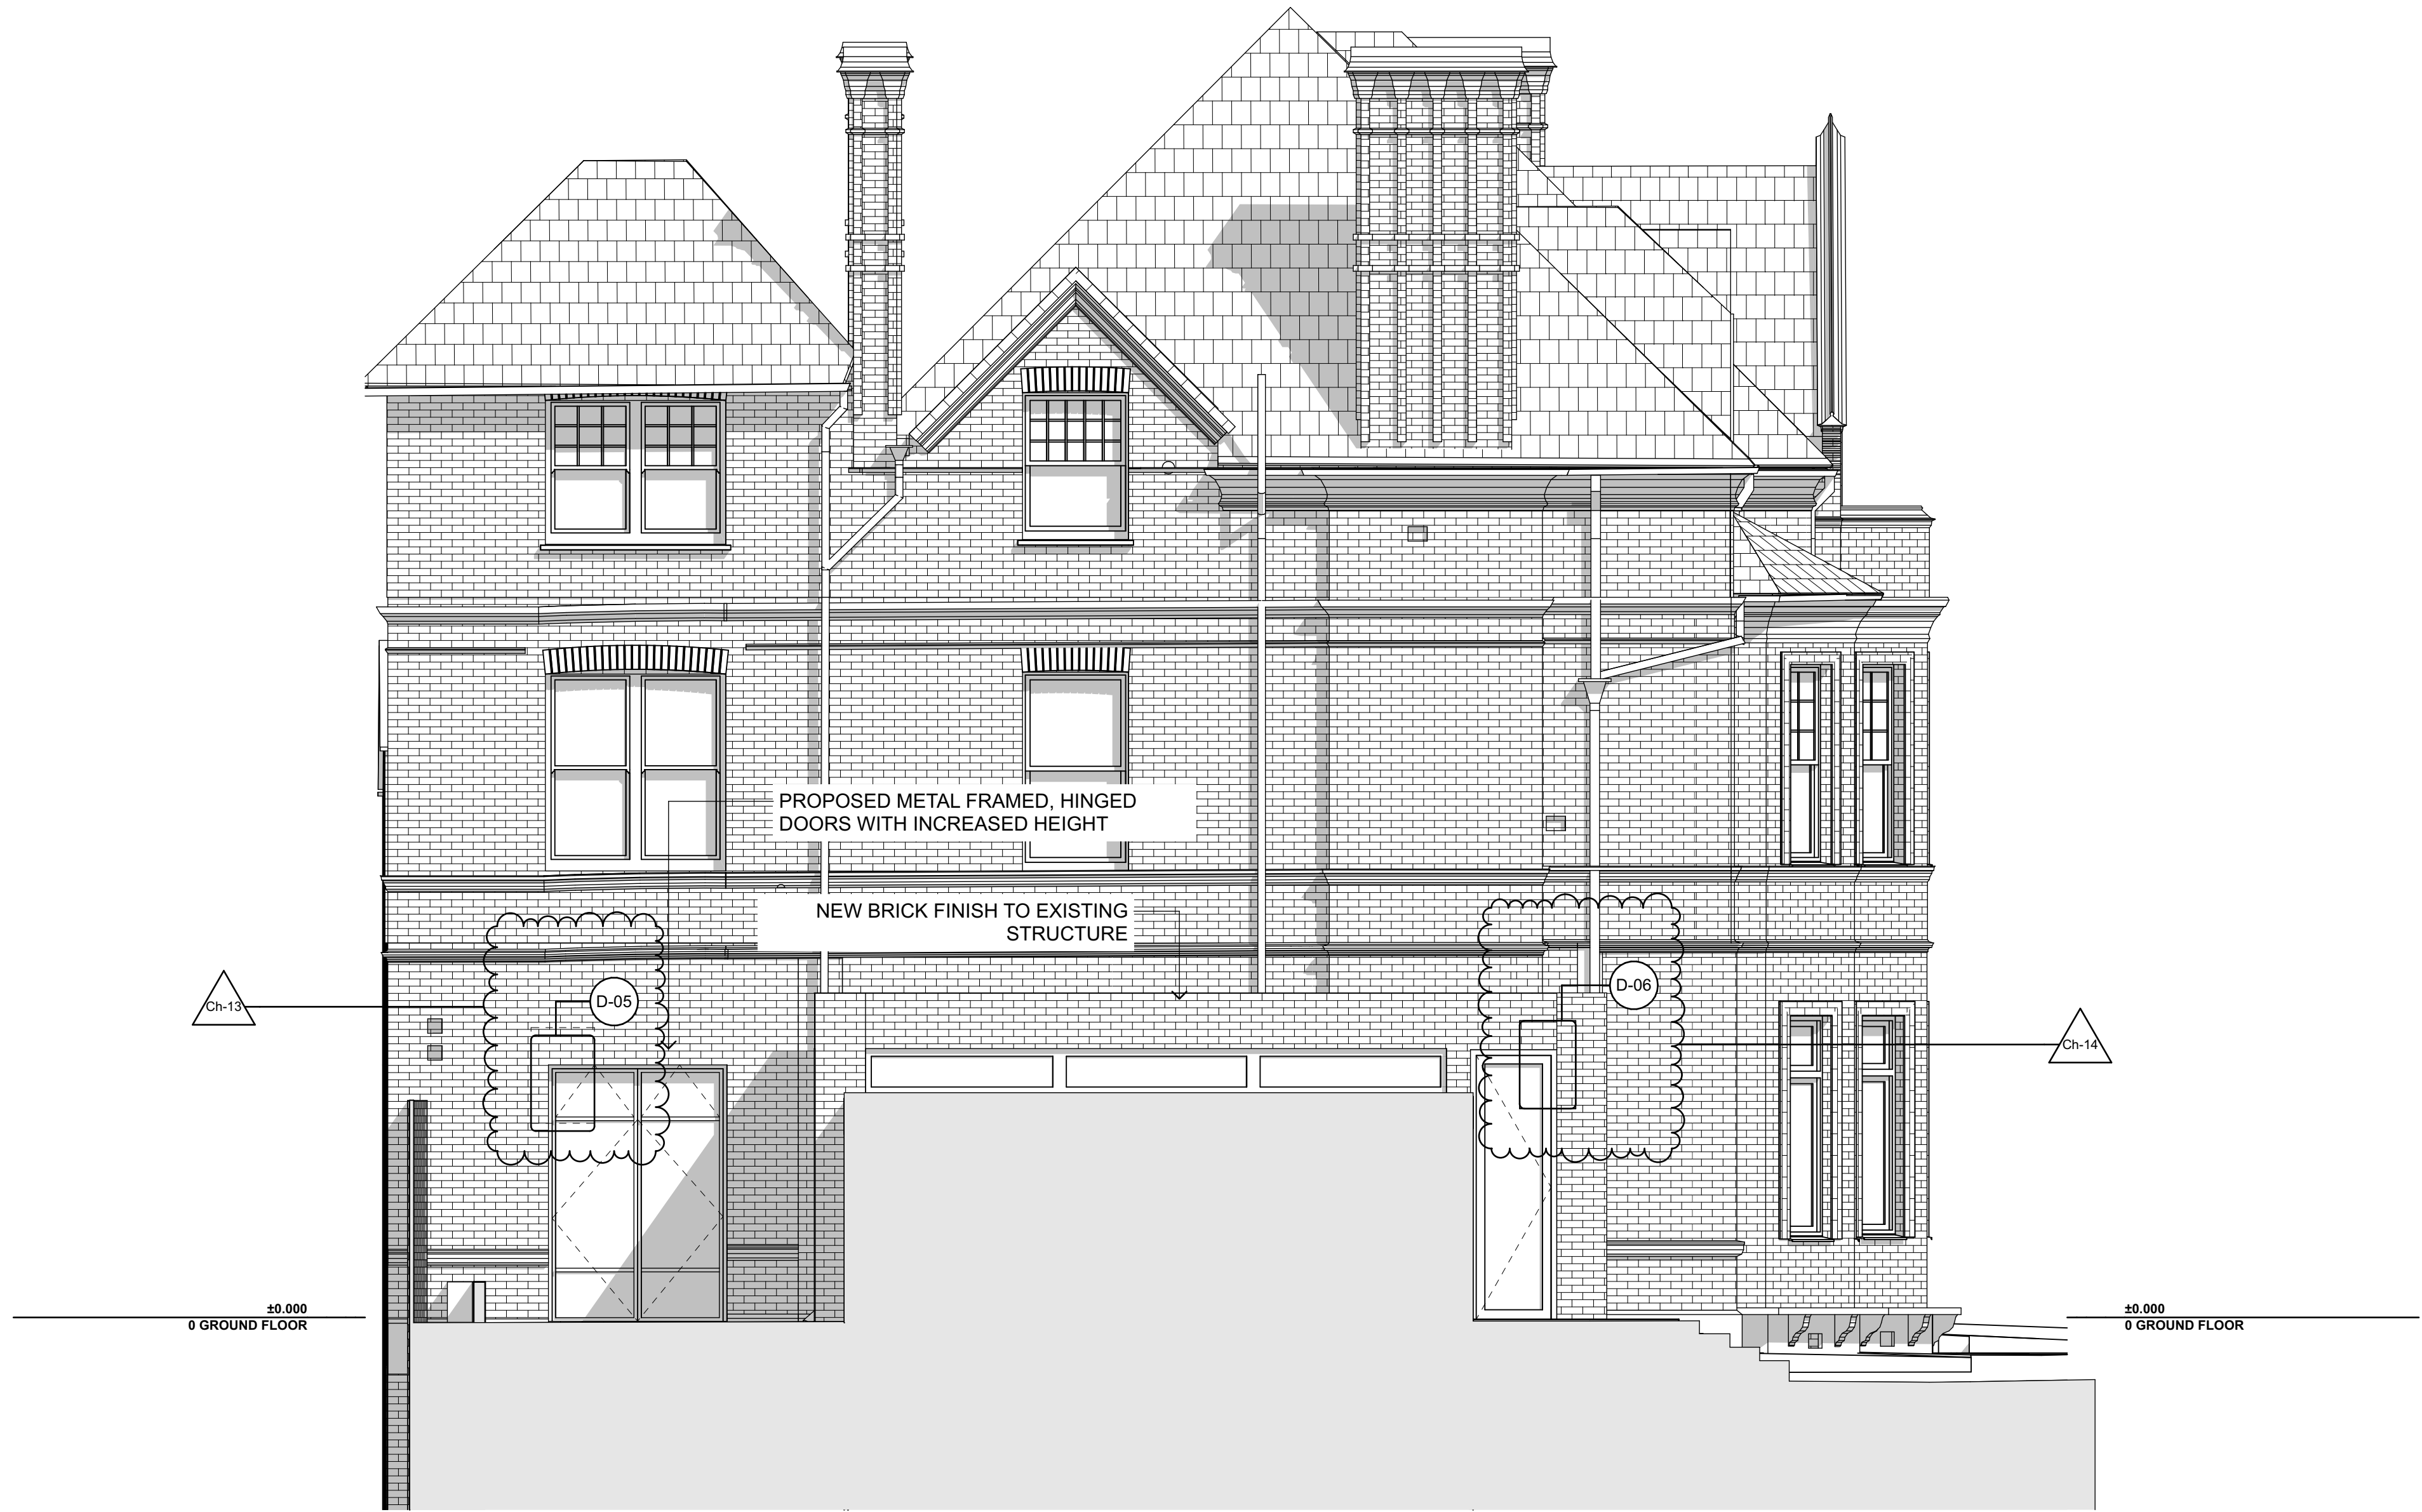 PROPOSED METAL FRAMED, HINGED
DOORS WITH INCREASED HEIGHT
NEW BRICK FINISH TO EXISTING
STRUCTURE
Ch-13
D-05
D-06
Ch-14
±0.000
0 GROUND FLOOR
±0.000
0 GROUND FLOOR